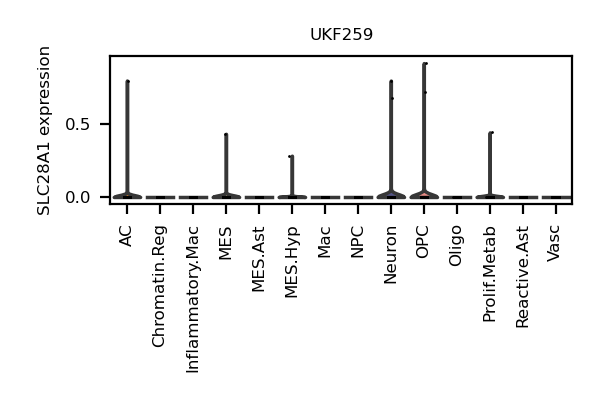 UKF259
SLC28A1 expression
0.5
0.0
AC
Chromatin.Reg
Inflammatory.Mac
MES
MES.Ast
MES.Hyp
Mac
NPC
Neuron
OPC
Oligo
Prolif.Metab
Reactive.Ast
Vasc